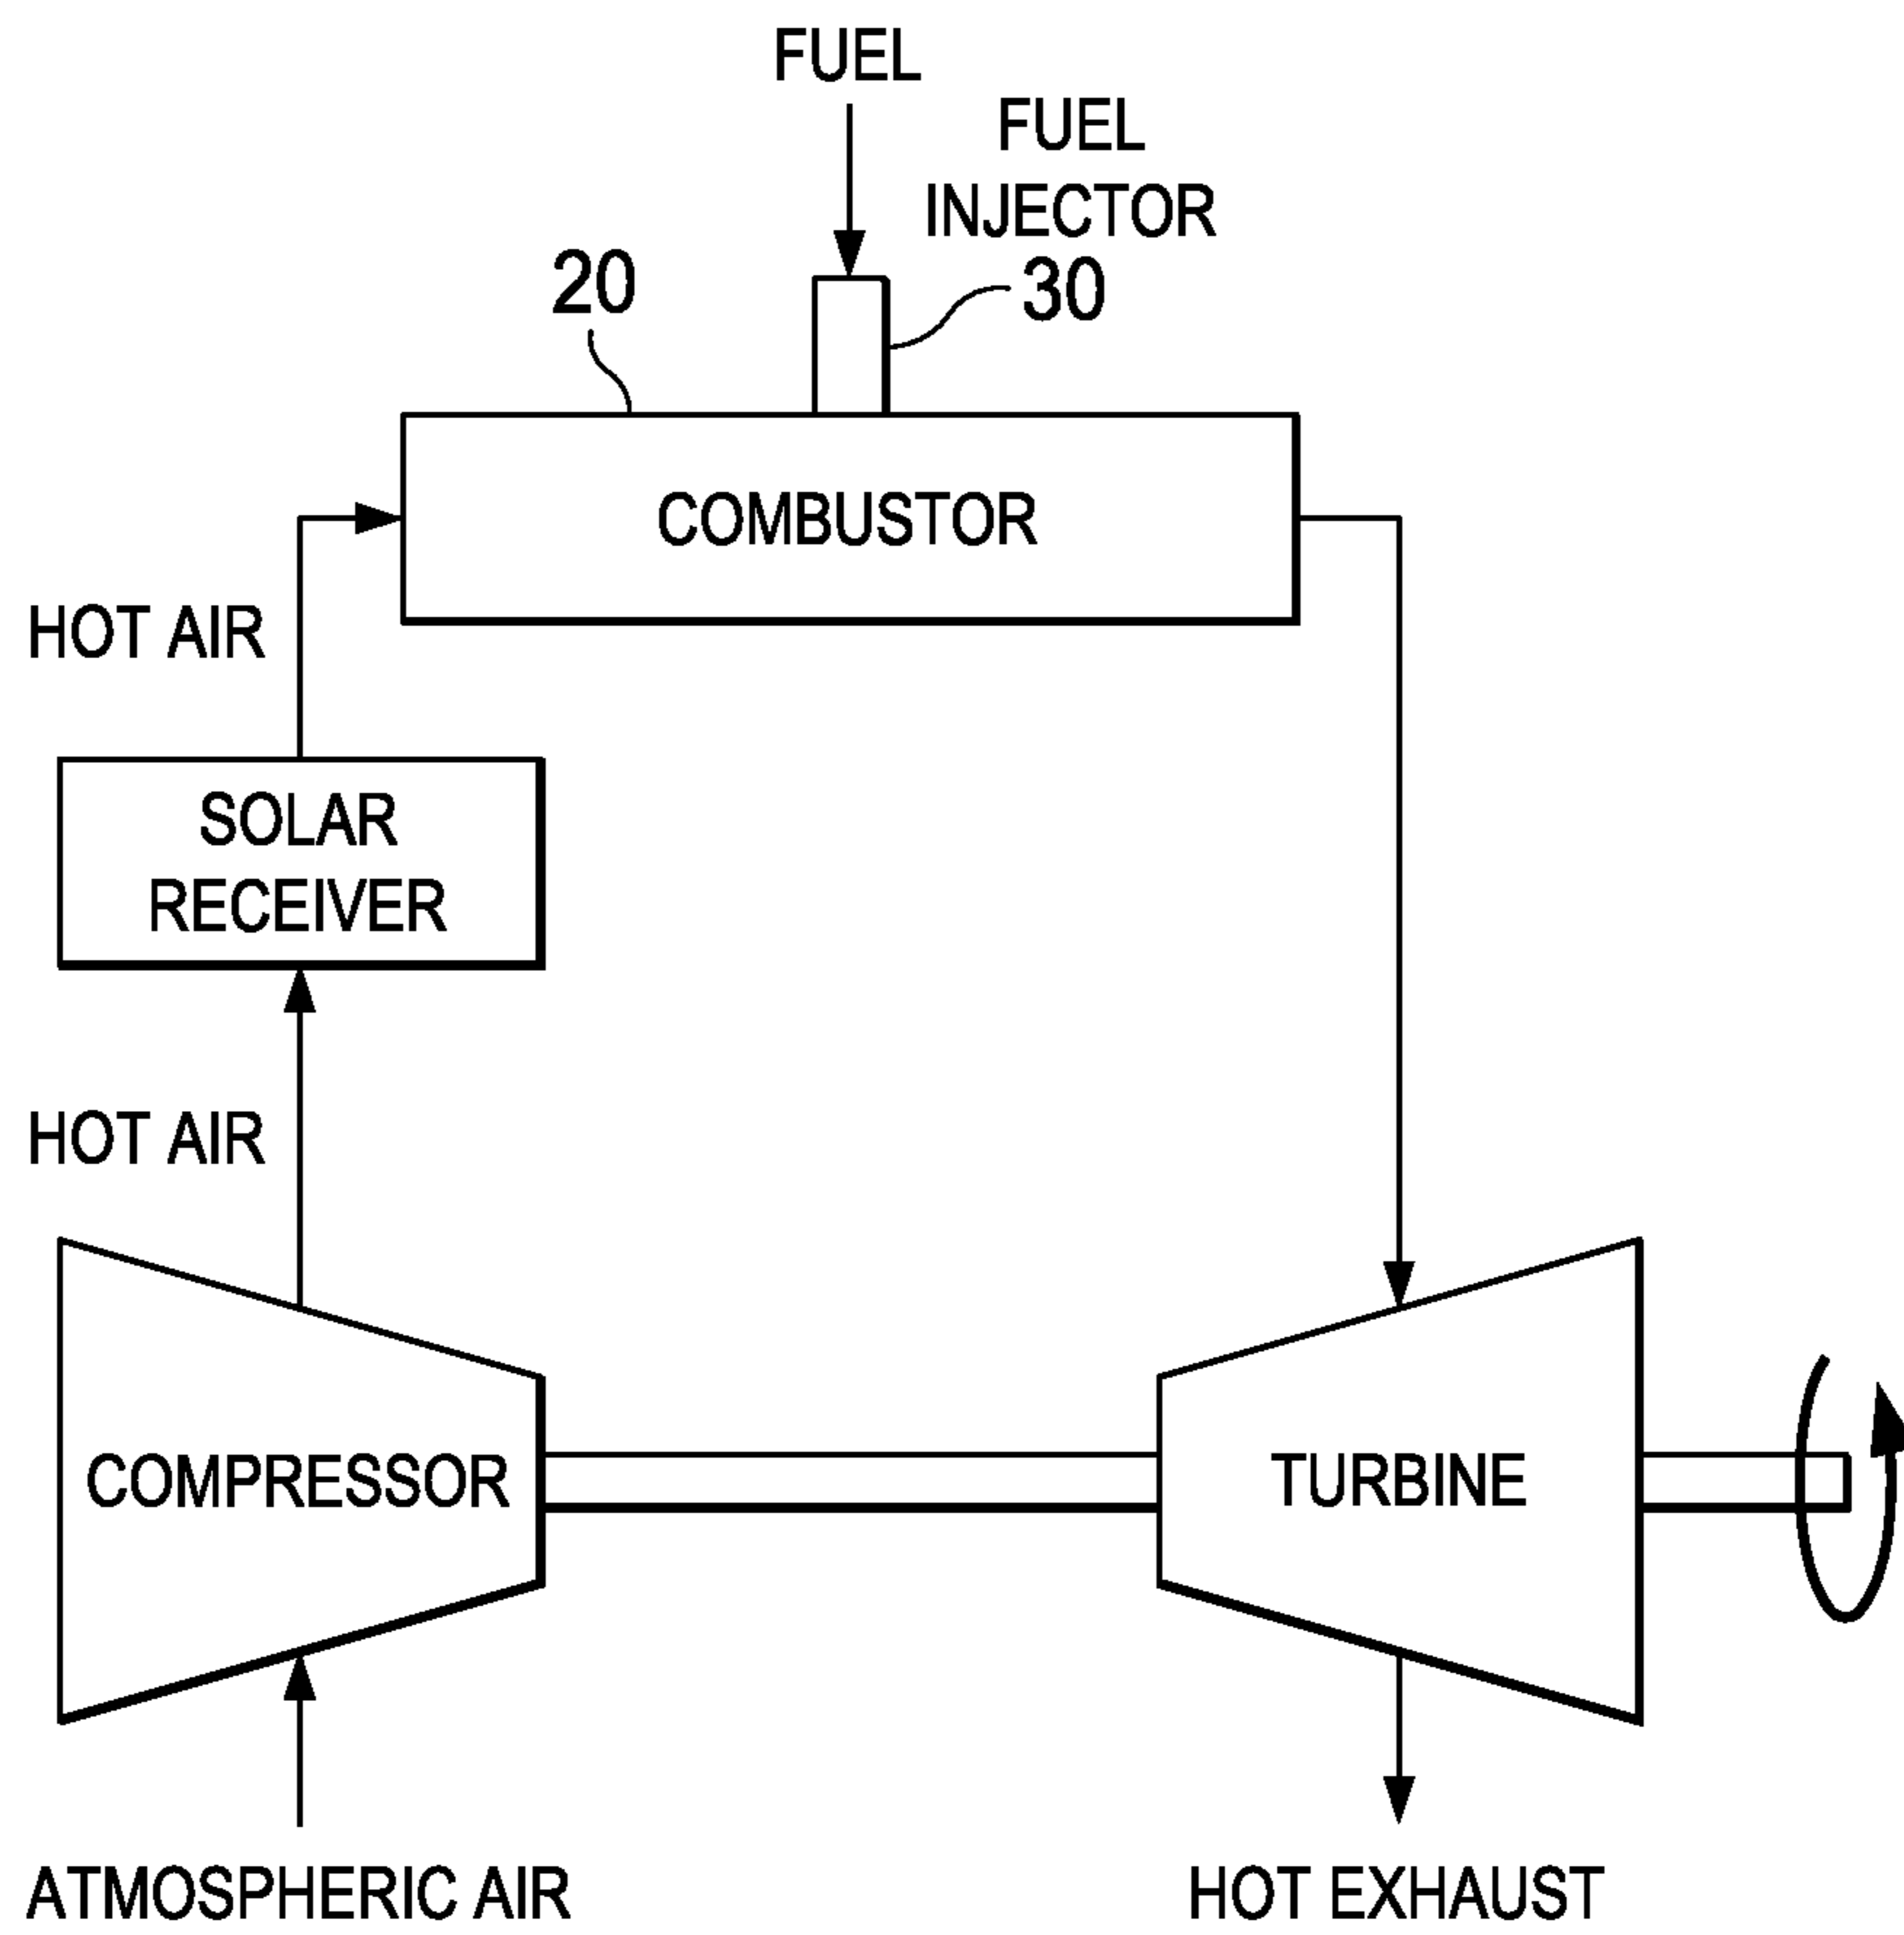 FUEL
FUEL
INJECTOR
20
30
COMBUSTOR
HOT AIR
SOLAR
RECEIVER
HOT AIR
COMPRESSOR
TURBINE
ATMOSPHERIC AIR
HOT EXHAUST